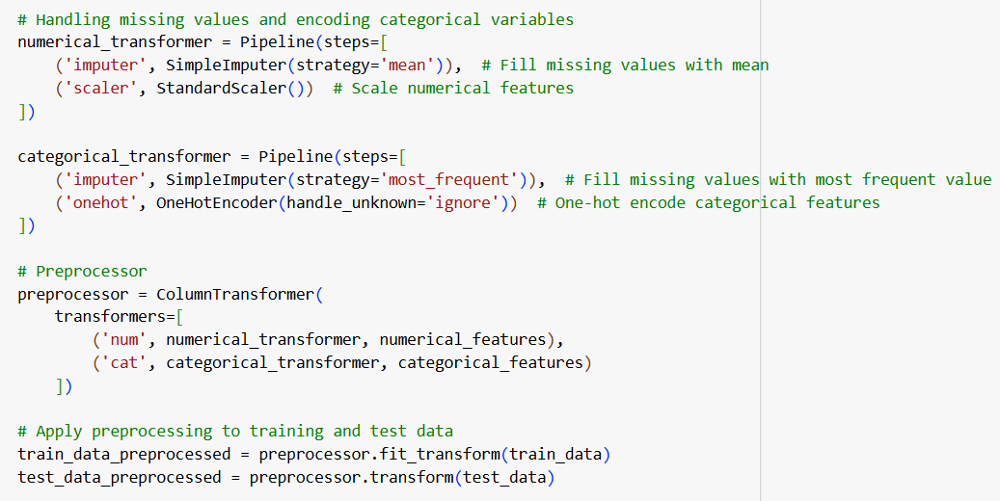 # Handling missing values and encoding categorical variables
numerical_transformer = Pipeline(steps=[
    ('imputer', SimpleImputer(strategy='mean')),  # Fill missing values with mean
    ('scaler', StandardScaler())  # Scale numerical features
])

categorical_transformer = Pipeline(steps=[
    ('imputer', SimpleImputer(strategy='most_frequent')),  # Fill missing values with most frequent value
    ('onehot', OneHotEncoder(handle_unknown='ignore'))  # One-hot encode categorical features
])

# Preprocessor
preprocessor = ColumnTransformer(
    transformers=[
        ('num', numerical_transformer, numerical_features),
        ('cat', categorical_transformer, categorical_features)
    ])

# Apply preprocessing to training and test data
train_data_preprocessed = preprocessor.fit_transform(train_data)
test_data_preprocessed = preprocessor.transform(test_data)